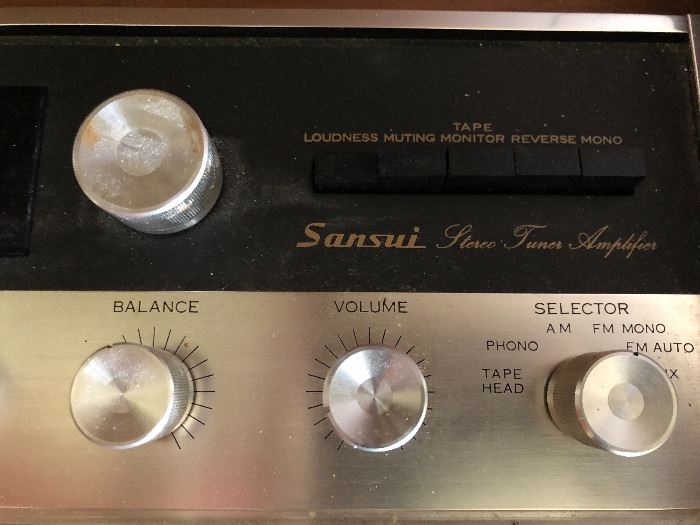 TAPE
LOUDNESS MUTING MONITOR REVERSE MONO
Sansui Stereo Tuner Amplifier
BALANCE VOLUME SELECTOR
AM FM MONO
PHONO FM AUTO
TAPE
HEAD